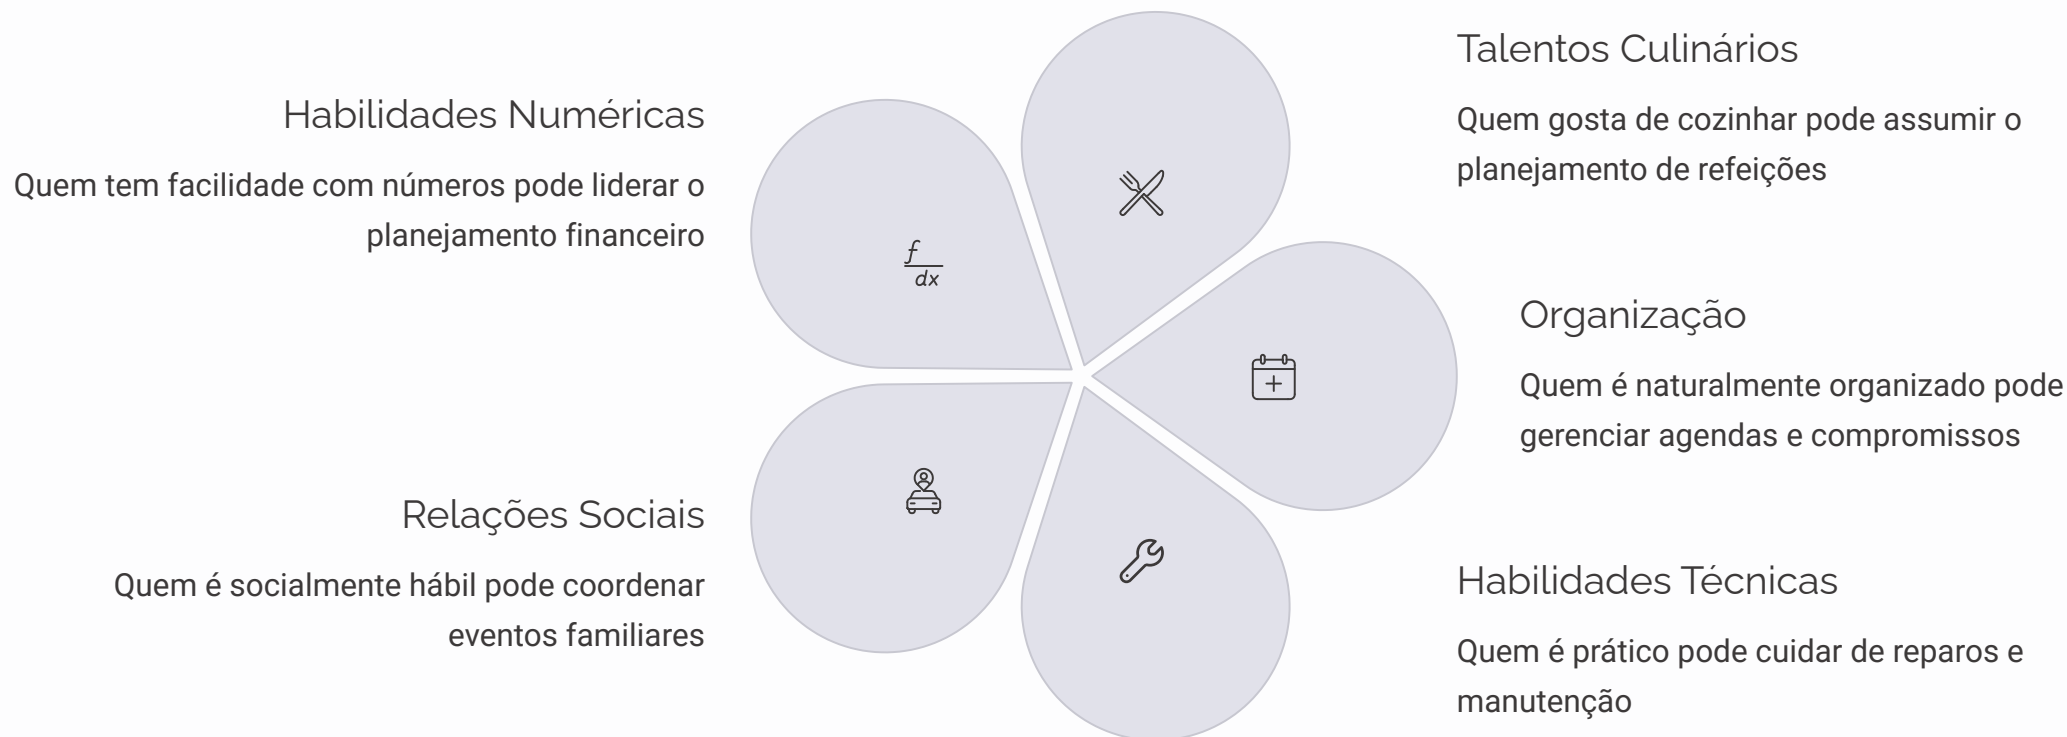 Habilidades Numéricas
Quem tem facilidade com números pode liderar o
planejamento financeiro
Talentos Culinários
Quem gosta de cozinhar pode assumir o
planejamento de refeições
Organização
Quem é naturalmente organizado pode
gerenciar agendas e compromissos
Relações Sociais
Quem é socialmente hábil pode coordenar
eventos familiares
Habilidades Técnicas
Quem é prático pode cuidar de reparos e
manutenção
f
dx